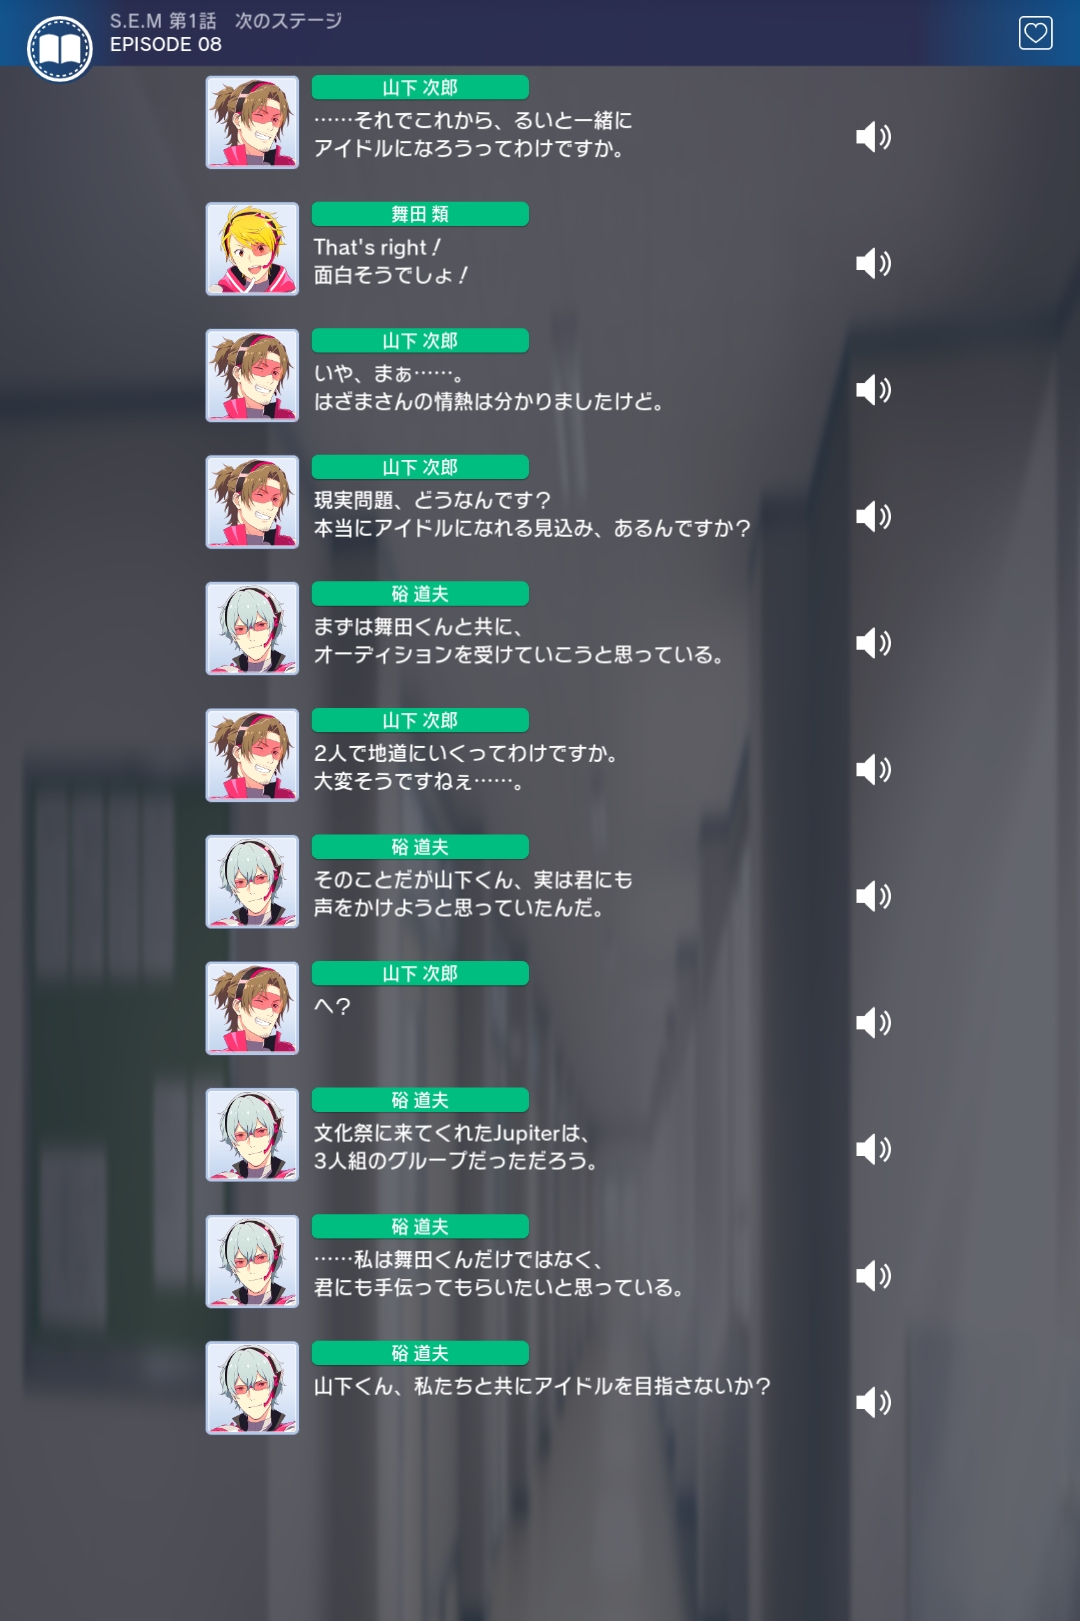 S.E.M 第1話　次のステージ
EPISODE 08
山下 次郎
……それでこれから、るいと一緒に
アイドルになろうってわけですか。
舞田 類
That's right！
面白そうでしょ！
山下 次郎
いや、まぁ……。
はざまさんの情熱は分かりましたけど。
山下 次郎
現実問題、どうなんです？
本当にアイドルになれる見込み、あるんですか？
硲 道夫
まずは舞田くんと共に、
オーディションを受けていこうと思っている。
山下 次郎
2人で地道にいくってわけですか。
大変そうですねぇ……。
硲 道夫
そのことだが山下くん、実は君にも
声をかけようと思っていたんだ。
山下 次郎
へ？
硲 道夫
文化祭に来てくれたJupiterは、
3人組のグループだっただろう。
硲 道夫
……私は舞田くんだけではなく、
君にも手伝ってもらいたいと思っている。
硲 道夫
山下くん、私たちと共にアイドルを目指さないか？